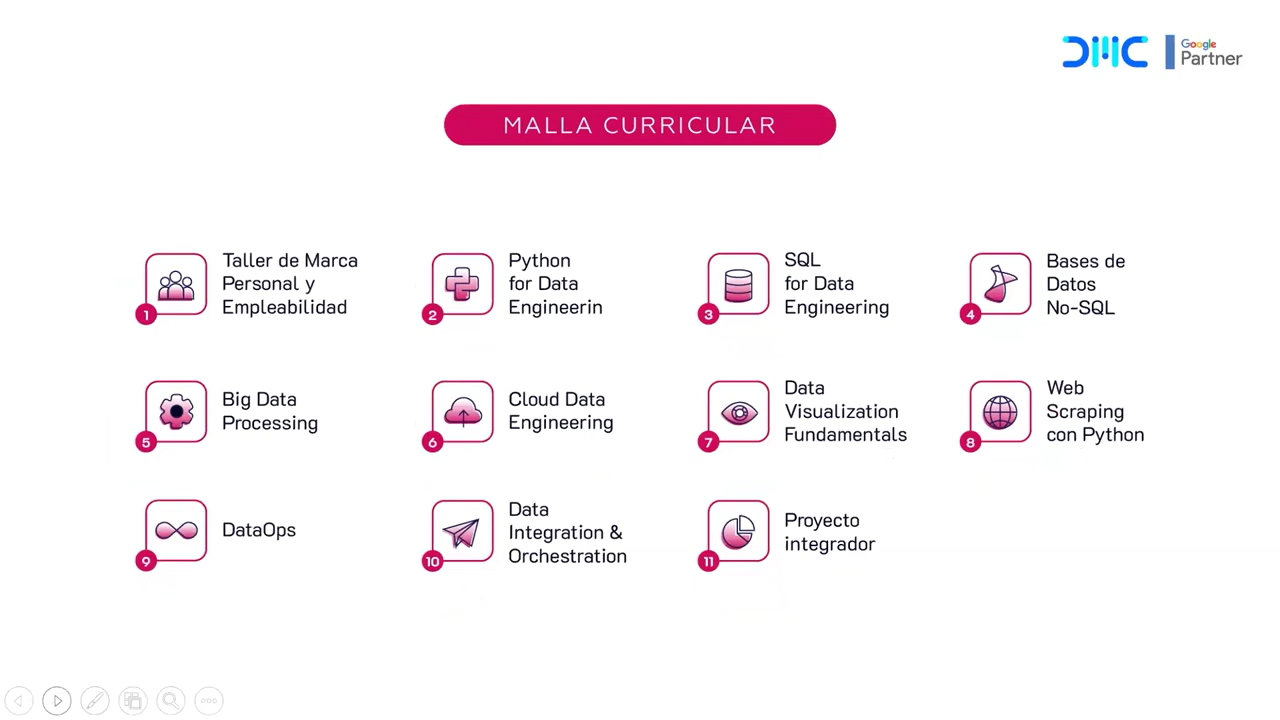 DMC
Google
Partner
MALLA CURRICULAR
1
Taller de Marca
Personal y
Empleabilidad
2
Python
for Data
Engineerin
3
SQL
for Data
Engineering
4
Bases de
Datos
No-SQL
5
Big Data
Processing
6
Cloud Data
Engineering
7
Data
Visualization
Fundamentals
8
Web
Scraping
con Python
9
DataOps
10
Data
Integration &
Orchestration
11
Proyecto
integrador